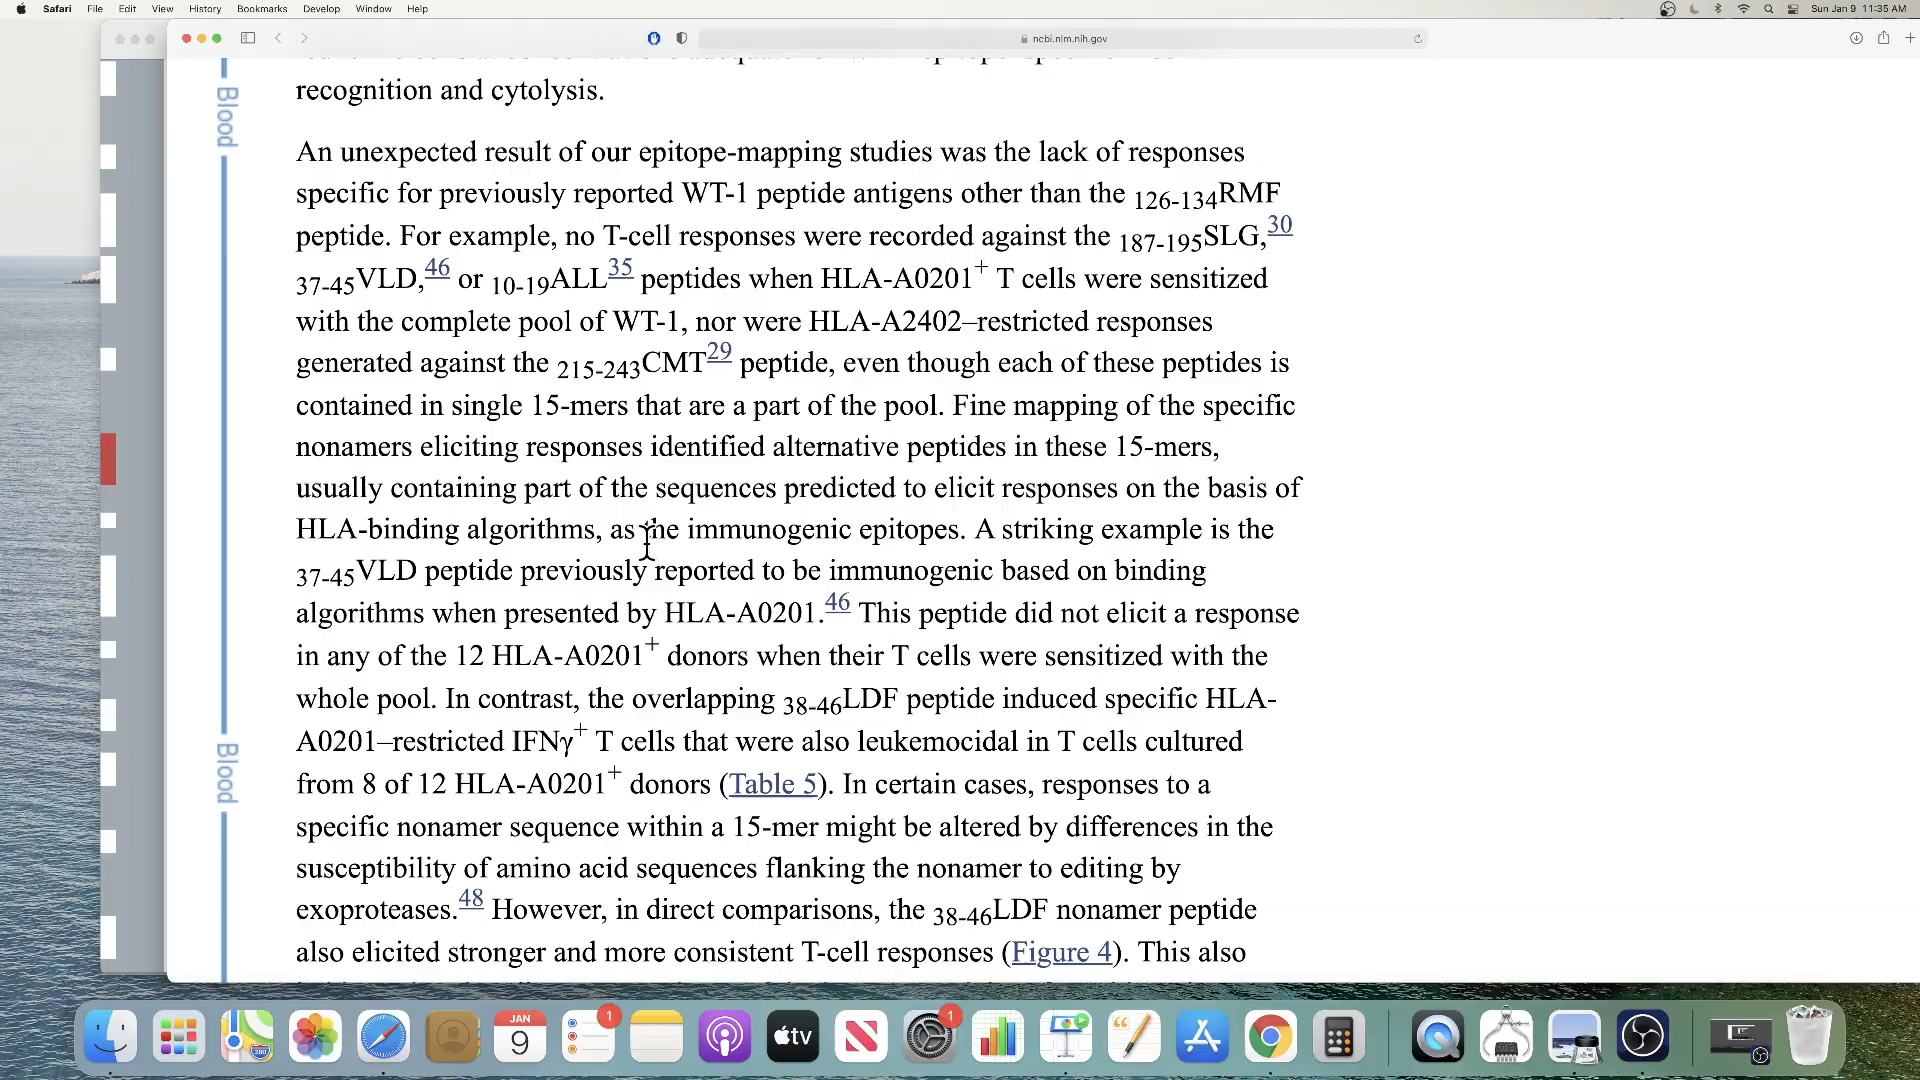 Safari File Edit View History Bookmarks Develop Window Help Sun Jan 9 11:35 AM
ncbi.nlm.nih.gov
recognition and cytolysis.
An unexpected result of our epitope-mapping studies was the lack of responses
specific for previously reported WT-1 peptide antigens other than the 126-134RMF
peptide. For example, no T-cell responses were recorded against the 187-195SLG,30
37-45VLD,46 or 10-19ALL35 peptides when HLA-A0201+ T cells were sensitized
with the complete pool of WT-1, nor were HLA-A2402–restricted responses
generated against the 215-243CMT29 peptide, even though each of these peptides is
contained in single 15-mers that are a part of the pool. Fine mapping of the specific
nonamers eliciting responses identified alternative peptides in these 15-mers,
usually containing part of the sequences predicted to elicit responses on the basis of
HLA-binding algorithms, as the immunogenic epitopes. A striking example is the
37-45VLD peptide previously reported to be immunogenic based on binding
algorithms when presented by HLA-A0201.46 This peptide did not elicit a response
in any of the 12 HLA-A0201+ donors when their T cells were sensitized with the
whole pool. In contrast, the overlapping 38-46LDF peptide induced specific HLA-
A0201–restricted IFNγ+ T cells that were also leukemocidal in T cells cultured
from 8 of 12 HLA-A0201+ donors (Table 5). In certain cases, responses to a
specific nonamer sequence within a 15-mer might be altered by differences in the
susceptibility of amino acid sequences flanking the nonamer to editing by
exoproteases.48 However, in direct comparisons, the 38-46LDF nonamer peptide
also elicited stronger and more consistent T-cell responses (Figure 4). This also
Blood
Blood
JAN
9
1
tv
1
280